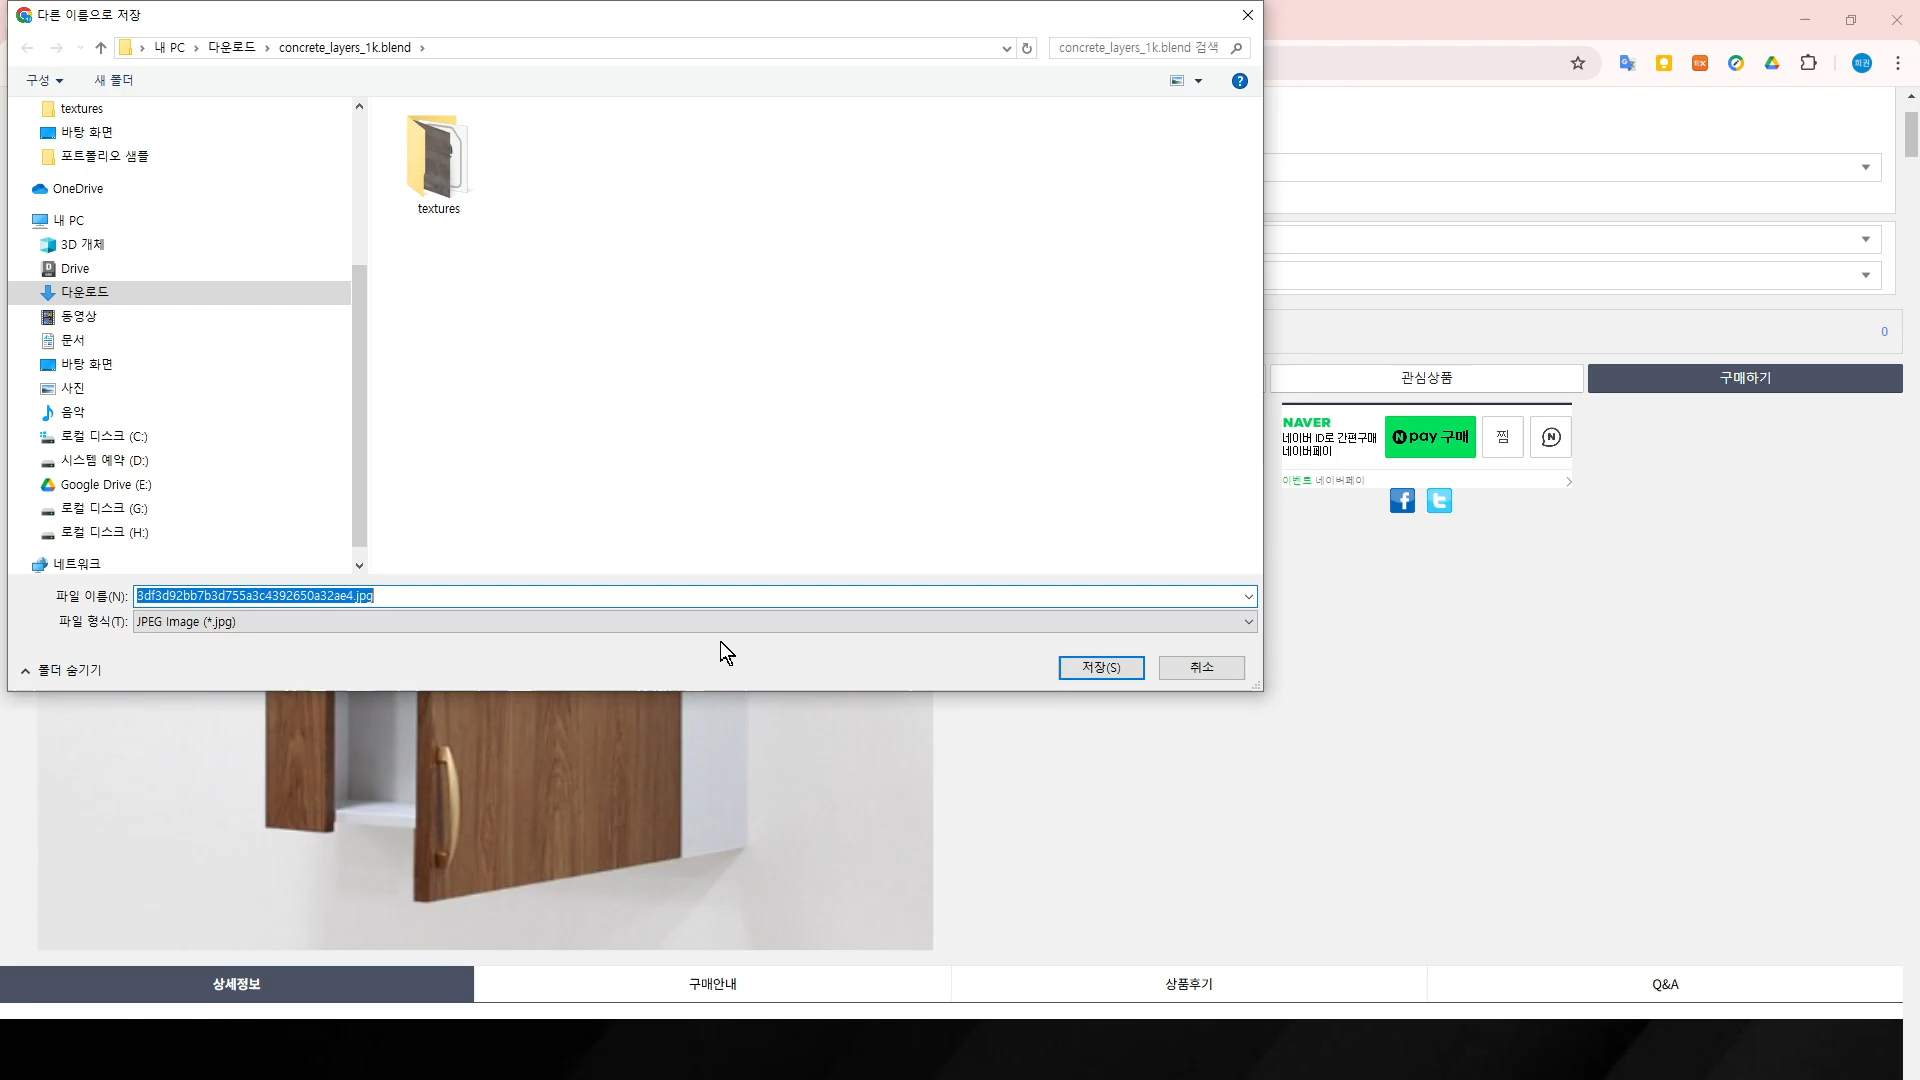 다른 이름으로 저장
내 PC > 다운로드 > concrete_layers_1k.blend >
concrete_layers_1k.blend 검색
구성
새 폴더
textures
바탕 화면
포트폴리오 샘플
OneDrive
내 PC
3D 개체
Drive
다운로드
동영상
문서
바탕 화면
사진
음악
로컬 디스크 (C:)
시스템 예약 (D:)
Google Drive (E:)
로컬 디스크 (G:)
로컬 디스크 (H:)
네트워크
textures
파일 이름(N): 3df3d92bb7b3d755a3c4392650a32ae4.jpg
파일 형식(T): JPEG Image (*.jpg)
폴더 숨기기
저장(S)
취소
희권
0
관심상품
구매하기
NAVER
네이버 ID로 간편구매
네이버페이
N pay 구매
찜
N
이벤트 네이버페이
상세정보
구매안내
상품후기
Q&A